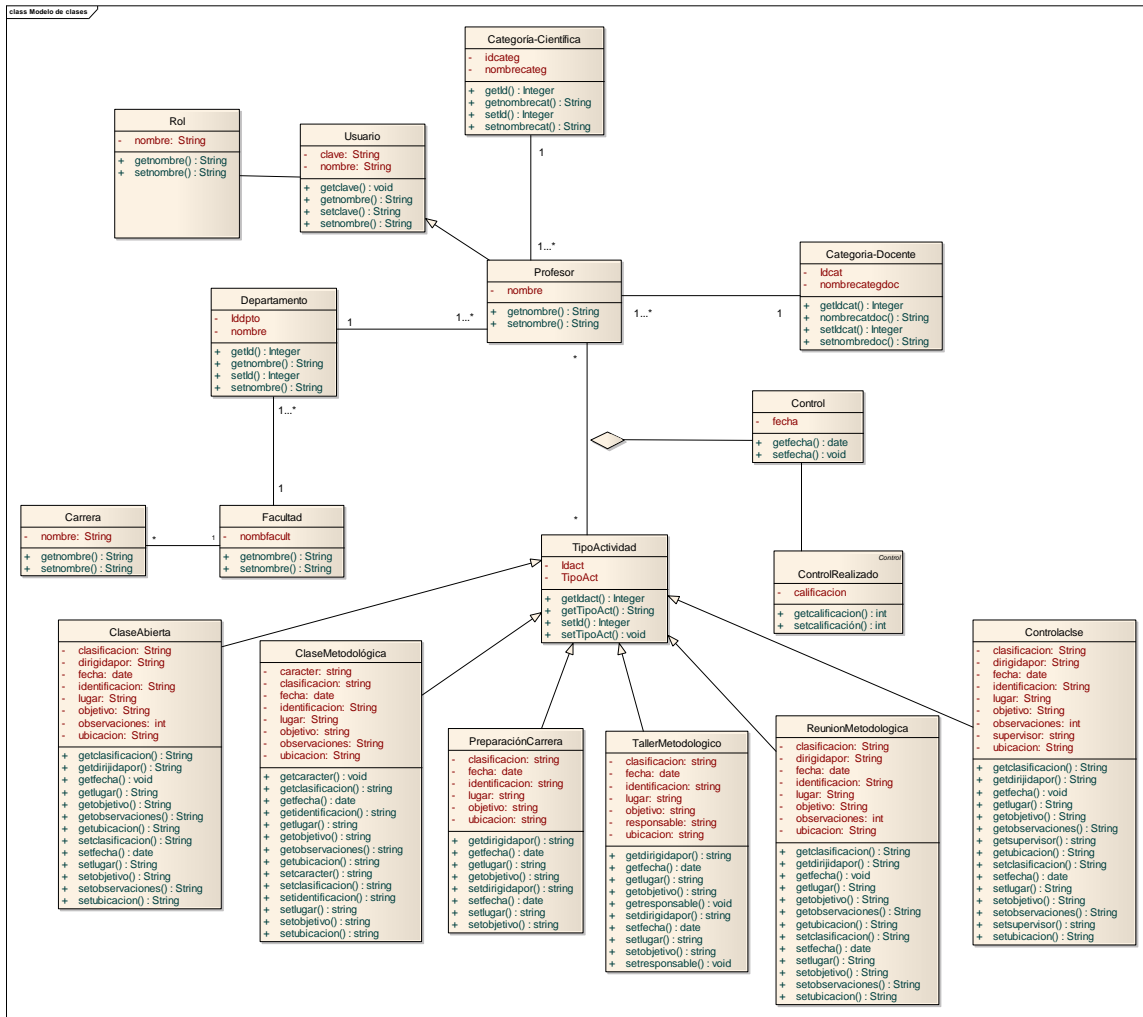 class Modelo de clases
Categoría-Científica
- idcateg
- nombrecateg
+ getId() : Integer
+ getnombrecat() : String
+ setId() : Integer
+ setnombrecat() : String
Rol
- nombre: String
+ getnombre() : String
+ setnombre() : String
Usuario
- clave: String
- nombre: String
+ getclave() : void
+ getnombre() : String
+ setclave() : String
+ setnombre() : String
1
1...*
Profesor
- nombre
+ getnombre() : String
+ setnombre() : String
Categoria-Docente
- Idcat
- nombrecategdoc
+ getIdcat() : Integer
+ nombrecatdoc() : String
+ setIdcat() : Integer
+ setnombredoc() : String
1...*
1
Departamento
- Iddpto
- nombre
+ getId() : Integer
+ getnombre() : String
+ setId() : Integer
+ setnombre() : String
1
1...*
*
1...*
1
Control
- fecha
+ getfecha() : date
+ setfecha() : void
Carrera
- nombre: String
+ getnombre() : String
+ setnombre() : String
*
1
Facultad
- nombfacult
+ getnombre() : String
+ setnombre() : String
*
TipoActividad
- Idact
- TipoAct
+ getIdact() : Integer
+ getTipoAct() : String
+ setId() : Integer
+ setTipoAct() : void
Control
ControlRealizado
- calificacion
+ getcalificacion() : int
+ setcalificación() : int
ClaseAbierta
- clasificacion: String
- dirigidapor: String
- fecha: date
- identificacion: String
- lugar: String
- objetivo: String
- observaciones: int
- ubicacion: String
+ getclasificacion() : String
+ getdirijidapor() : String
+ getfecha() : void
+ getlugar() : String
+ getobjetivo() : String
+ getobservaciones() : String
+ getubicacion() : String
+ setclasificacion() : String
+ setfecha() : date
+ setlugar() : String
+ setobjetivo() : String
+ setobservaciones() : String
+ setubicacion() : String
ClaseMetodológica
- caracter: string
- clasificacion: string
- fecha: date
- identificacion: String
- lugar: String
- objetivo: string
- observaciones: String
- ubicacion: String
+ getcaracter() : void
+ getclasificacion() : string
+ getfecha() : date
+ getidentificacion() : string
+ getlugar() : string
+ getobjetivo() : string
+ getobservaciones() : string
+ getubicacion() : string
+ setcaracter() : string
+ setclasificacion() : string
+ setidentificacion() : string
+ setlugar() : string
+ setobjetivo() : string
+ setubicacion() : string
PreparaciónCarrera
- clasificacion: string
- fecha: date
- identificacion: string
- lugar: string
- objetivo: string
- ubicacion: string
+ getdirigidapor() : string
+ getfecha() : date
+ getlugar() : string
+ getobjetivo() : string
+ setdirigidapor() : string
+ setfecha() : date
+ setlugar() : string
+ setobjetivo() : string
TallerMetodologico
- clasificacion: String
- fecha: date
- identificacion: string
- lugar: string
- objetivo: string
- responsable: String
- ubicacion: string
+ getdirigidapor() : string
+ getfecha() : date
+ getlugar() : string
+ getobjetivo() : string
+ getresponsable() : void
+ setdirigidapor() : string
+ setfecha() : date
+ setlugar() : string
+ setobjetivo() : string
+ setresponsable() : void
ReunionMetodologica
- clasificacion: String
- dirigidapor: String
- fecha: date
- identificacion: String
- lugar: String
- objetivo: String
- observaciones: int
- ubicacion: String
+ getclasificacion() : String
+ getdirijidapor() : String
+ getfecha() : void
+ getlugar() : String
+ getobjetivo() : String
+ getobservaciones() : String
+ getubicacion() : String
+ setclasificacion() : String
+ setfecha() : date
+ setlugar() : String
+ setobjetivo() : String
+ setobservaciones() : String
+ setubicacion() : String
Controlaclse
- clasificacion: String
- dirigidapor: String
- fecha: date
- identificacion: String
- lugar: String
- objetivo: String
- observaciones: int
- supervisor: string
- ubicacion: String
+ getclasificacion() : String
+ getdirijidapor() : String
+ getfecha() : void
+ getlugar() : String
+ getobjetivo() : String
+ getobservaciones() : String
+ getsupervisor() : string
+ getubicacion() : String
+ setclasificacion() : String
+ setfecha() : date
+ setlugar() : String
+ setobjetivo() : String
+ setobservaciones() : String
+ setsupervisor() : string
+ setubicacion() : String